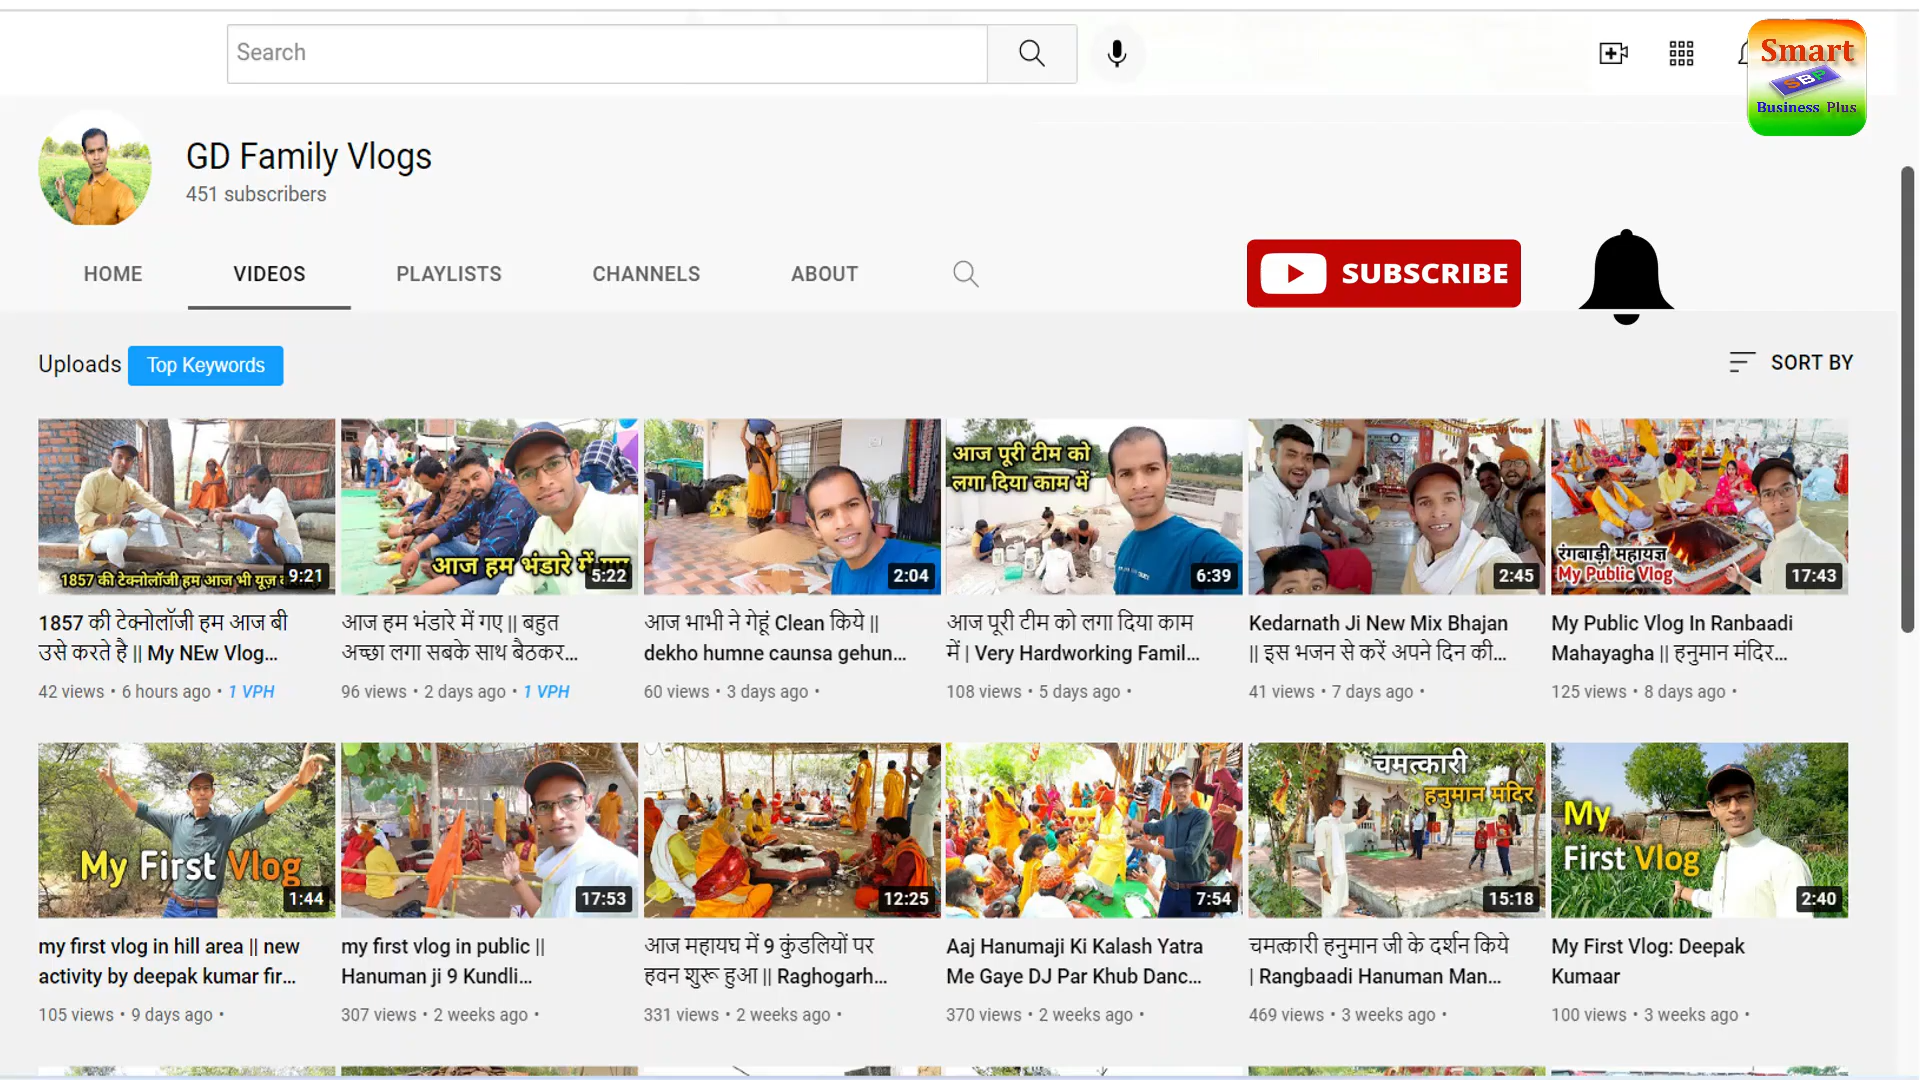 Search
Smart
SBP
Business Plus
GD Family Vlogs
451 subscribers
HOME
VIDEOS
PLAYLISTS
CHANNELS
ABOUT
SUBSCRIBE
Uploads
Top Keywords
SORT BY
1857 की टेक्नोलॉजी हम आज भी यूज़
9:21
आज हम भंडारे में
5:22
2:04
आज पूरी टीम को
लगा दिया काम में
6:39
GD Family Vlogs
2:45
रंगबाड़ी महायज्ञ
My Public Vlog
17:43
1857 की टेक्नोलॉजी हम आज बी
उसे करते है || My NEw Vlog...
42 views • 6 hours ago • 1 VPH
आज हम भंडारे में गए || बहुत
अच्छा लगा सबके साथ बैठकर...
96 views • 2 days ago • 1 VPH
आज भाभी ने गेहूं Clean किये ||
dekho humne caunsa gehun...
60 views • 3 days ago •
आज पूरी टीम को लगा दिया काम
में | Very Hardworking Famil...
108 views • 5 days ago •
Kedarnath Ji New Mix Bhajan
|| इस भजन से करें अपने दिन की...
41 views • 7 days ago •
My Public Vlog In Ranbaadi
Mahayagha || हनुमान मंदिर...
125 views • 8 days ago •
My First Vlog
1:44
17:53
12:25
7:54
चमत्कारी
हनुमान मंदिर
15:18
My
First Vlog
2:40
my first vlog in hill area || new
activity by deepak kumar fir...
105 views • 9 days ago •
my first vlog in public ||
Hanuman ji 9 Kundli...
307 views • 2 weeks ago •
आज महायघ में 9 कुंडलियों पर
हवन शुरू हुआ || Raghogarh...
331 views • 2 weeks ago •
Aaj Hanumaji Ki Kalash Yatra
Me Gaye DJ Par Khub Danc...
370 views • 2 weeks ago •
चमत्कारी हनुमान जी के दर्शन किये
| Rangbaadi Hanuman Man...
469 views • 3 weeks ago •
My First Vlog: Deepak
Kumaar
100 views • 3 weeks ago •